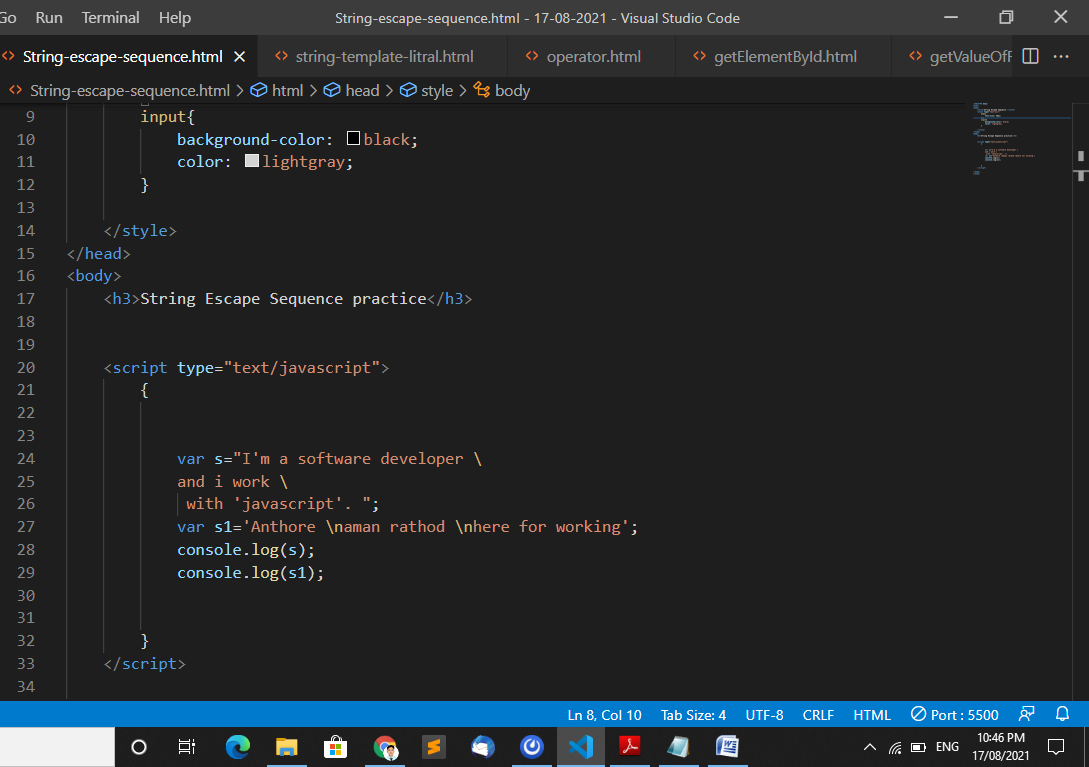 Go Run Terminal Help String-escape-sequence.html - 17-08-2021 - Visual Studio Code
String-escape-sequence.html string-template-litral.html operator.html getElementById.html getValueOfF ...
String-escape-sequence.html > html > head > style > body
9 input{
10 background-color: black;
11 color: lightgray;
12 }
13
14 </style>
15 </head>
16 <body>
17 <h3>String Escape Sequence practice</h3>
18
19
20 <script type="text/javascript">
21 {
22
23
24 var s="I'm a software developer \
25 and i work \
26 with 'javascript'. ";
27 var s1='Anthore \naman rathod \nhere for working';
28 console.log(s);
29 console.log(s1);
30
31
32 }
33 </script>
34
Ln 8, Col 10 Tab Size: 4 UTF-8 CRLF HTML Port : 5500
ENG 10:46 PM
17/08/2021